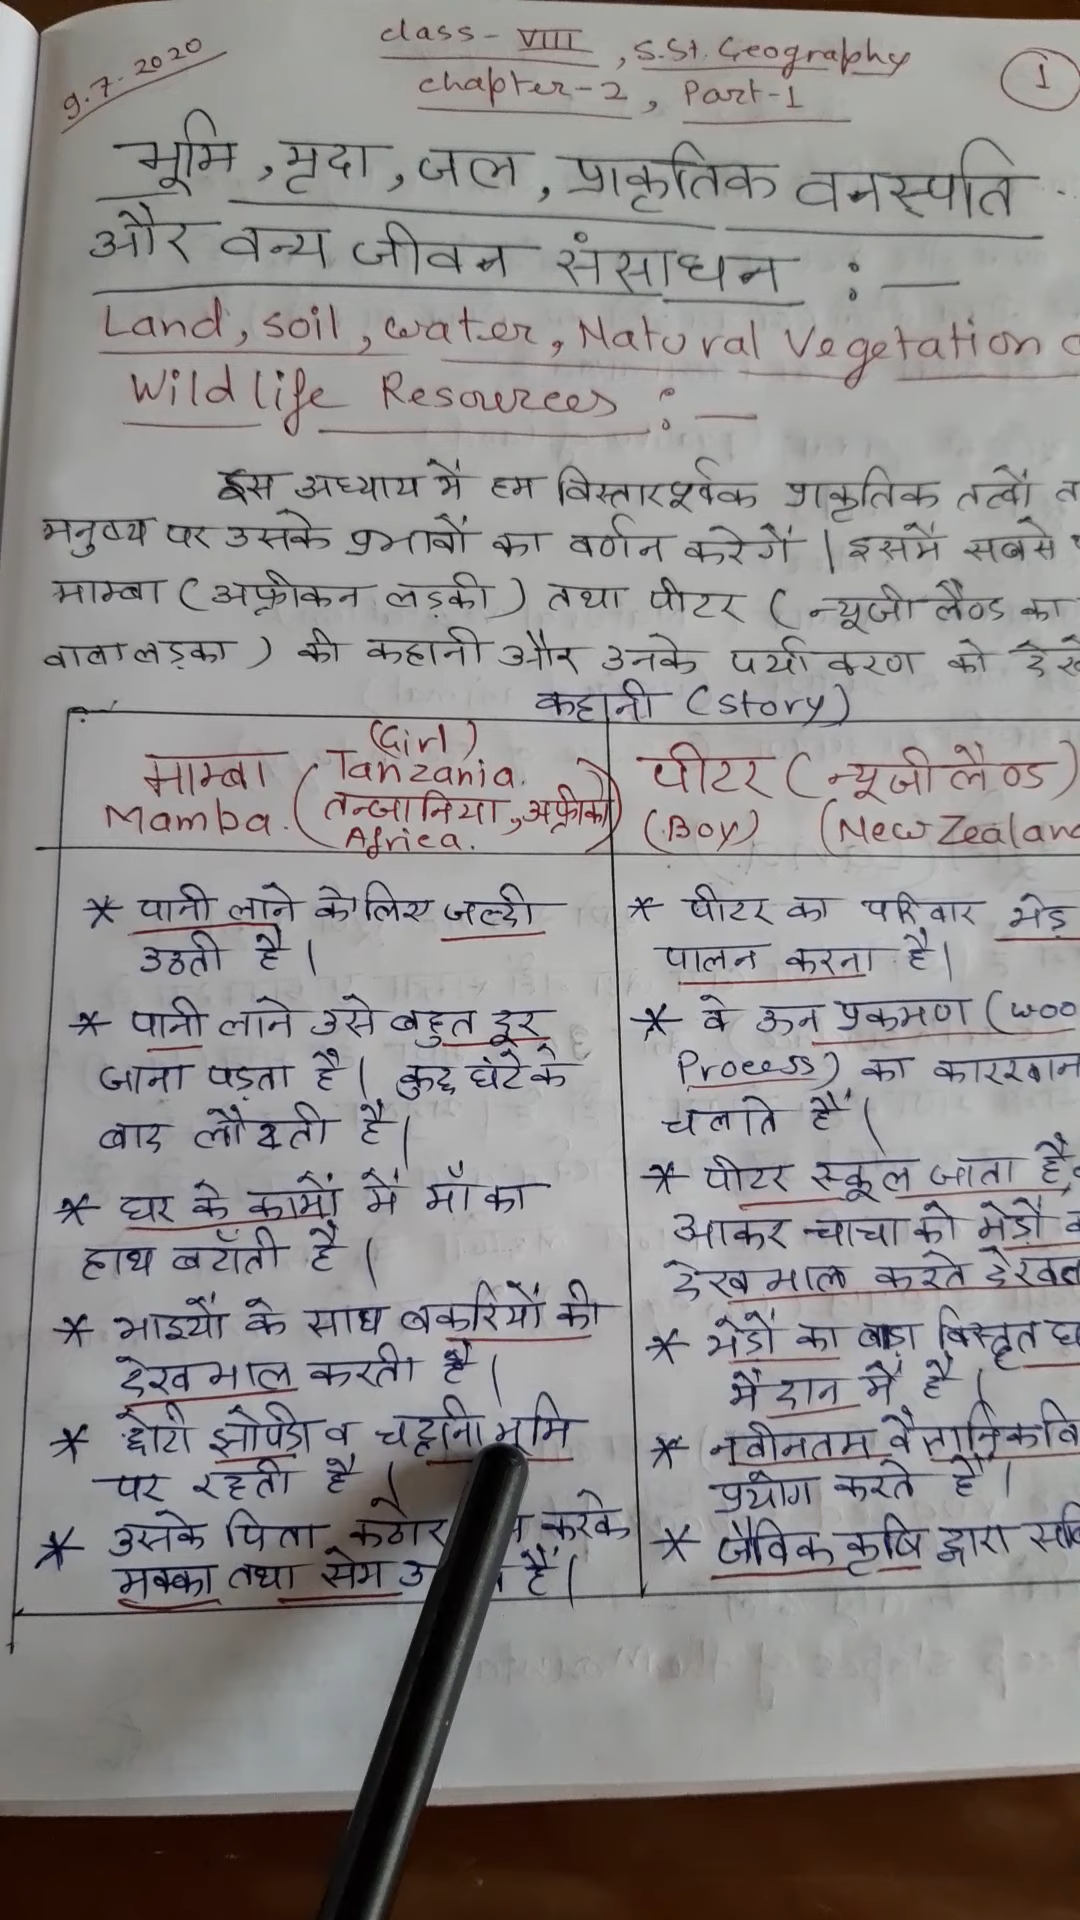 9.7.2020
class- VIII, S.St. Geography
chapter-2, Part-1
1
भूमि, मृदा, जल, प्राकृतिक वनस्पति
और वन्य जीवन संसाधन :—
Land, soil, water, Natural Vegetation
Wildlife Resources :—
इस अध्याय में हम विस्तारपूर्वक प्राकृतिक तत्वों
मनुष्य पर उसके प्रभावों का वर्णन करेगें। इसमें सबसे
माम्बा (अफ्रीकन लड़की) तथा पीटर (न्यूजीलैण्ड का
वाला लड़का) की कहानी और उनके पर्यावरण को
कहानी (Story)
माम्बा (Girl)
Mamba. (Tanzania. तन्जानिया, अफ्रीका) Africa.
पीटर (न्यूजीलैण्ड)
(Boy) (New Zealand
* पानी लाने के लिए जल्दी
उठती है।
* पानी लाने उसे बहुत दूर
जाना पड़ता है। कुछ घंटे के
बाद लौटती है।
* घर के कामों में माँ का
हाथ बटाँती है।
* भाइयों के साथ बकरियों की
देखभाल करती है।
* छोटी झोपडी व चट्टानी भूमि
पर रहती है।
* उसके पिता कठोर करके
मक्का तथा सेम है।
* पीटर का परिवार भेड़
पालन करना है।
* वे ऊन प्रकमण (
Process) का
चलाते हैं।
* पीटर स्कूल जाता है,
आकर चाचा को भेड़ों
देखभाल करते
* भेड़ों का बाड़ा विस्तृत
मैदान में है।
* नवीनतम
प्रयोग करते हैं।
* जैविक कृषि द्वारा